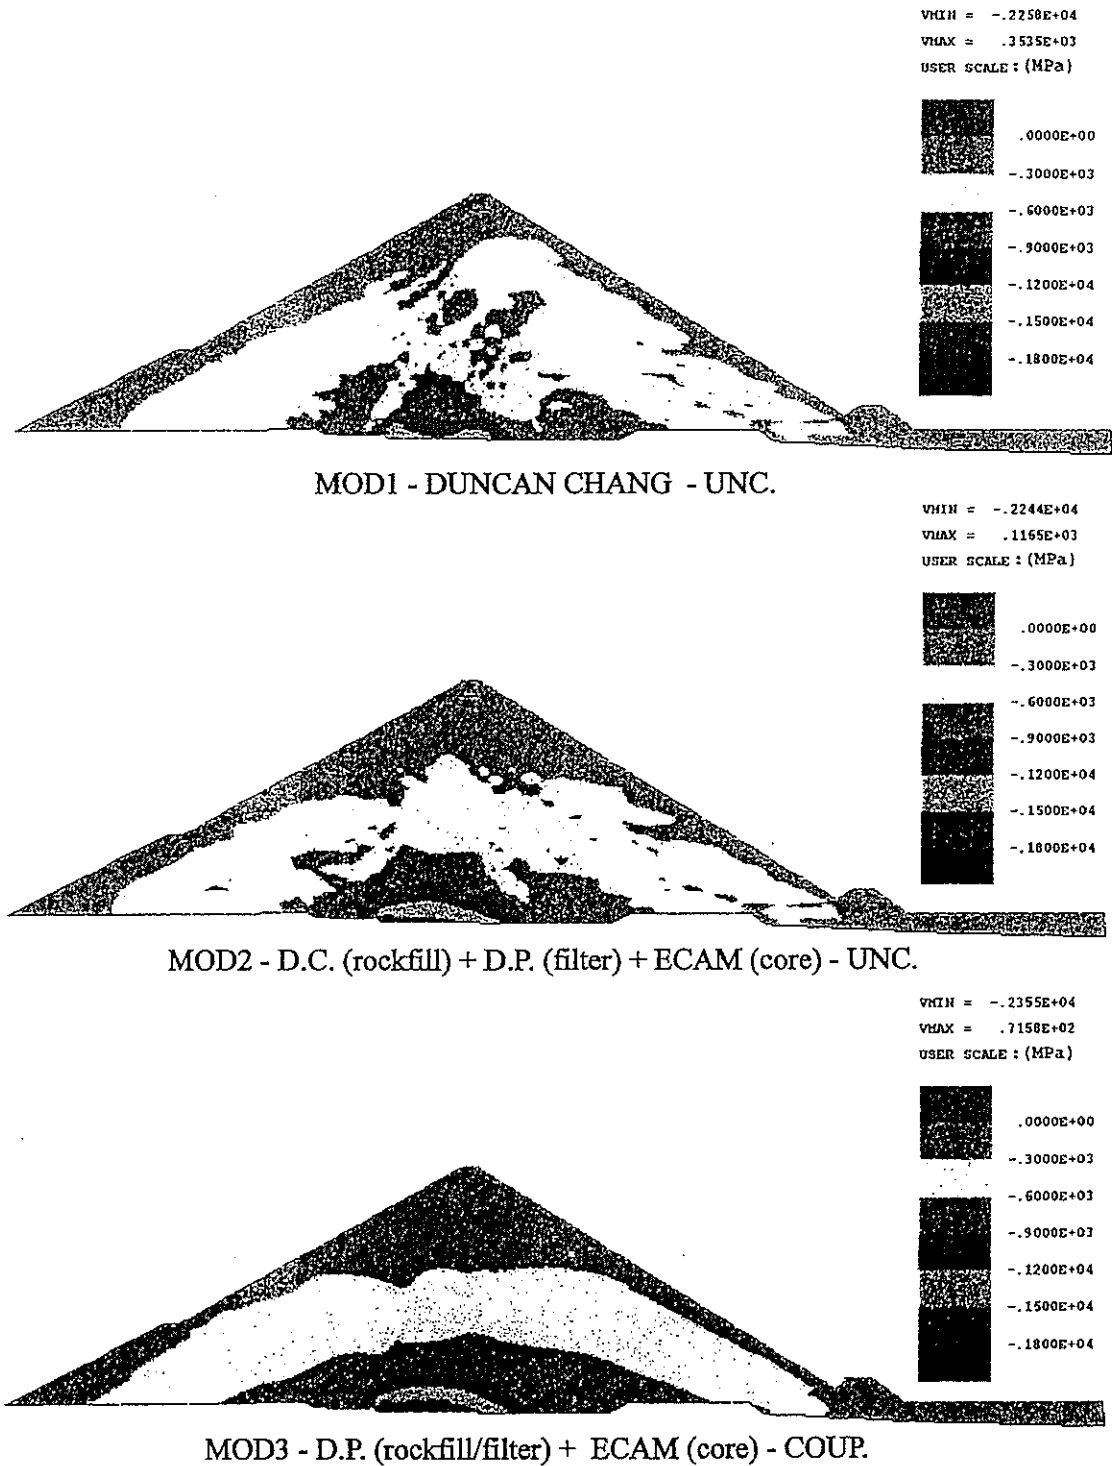 VMIN = -.2258E+04
VMAX = .3535E+03
USER SCALE : (MPa)
.0000E+00
-.3000E+03
-.6000E+03
-.9000E+03
-.1200E+04
-.1500E+04
-.1800E+04
MOD1 - DUNCAN CHANG - UNC.
VMIN = -.2244E+04
VMAX = .1165E+03
USER SCALE : (MPa)
.0000E+00
-.3000E+03
-.6000E+03
-.9000E+03
-.1200E+04
-.1500E+04
-.1800E+04
MOD2 - D.C. (rockfill) + D.P. (filter) + ECAM (core) - UNC.
VMIN = -.2355E+04
VMAX = .7158E+02
USER SCALE : (MPa)
.0000E+00
-.3000E+03
-.6000E+03
-.9000E+03
-.1200E+04
-.1500E+04
-.1800E+04
MOD3 - D.P. (rockfill/filter) + ECAM (core) - COUP.